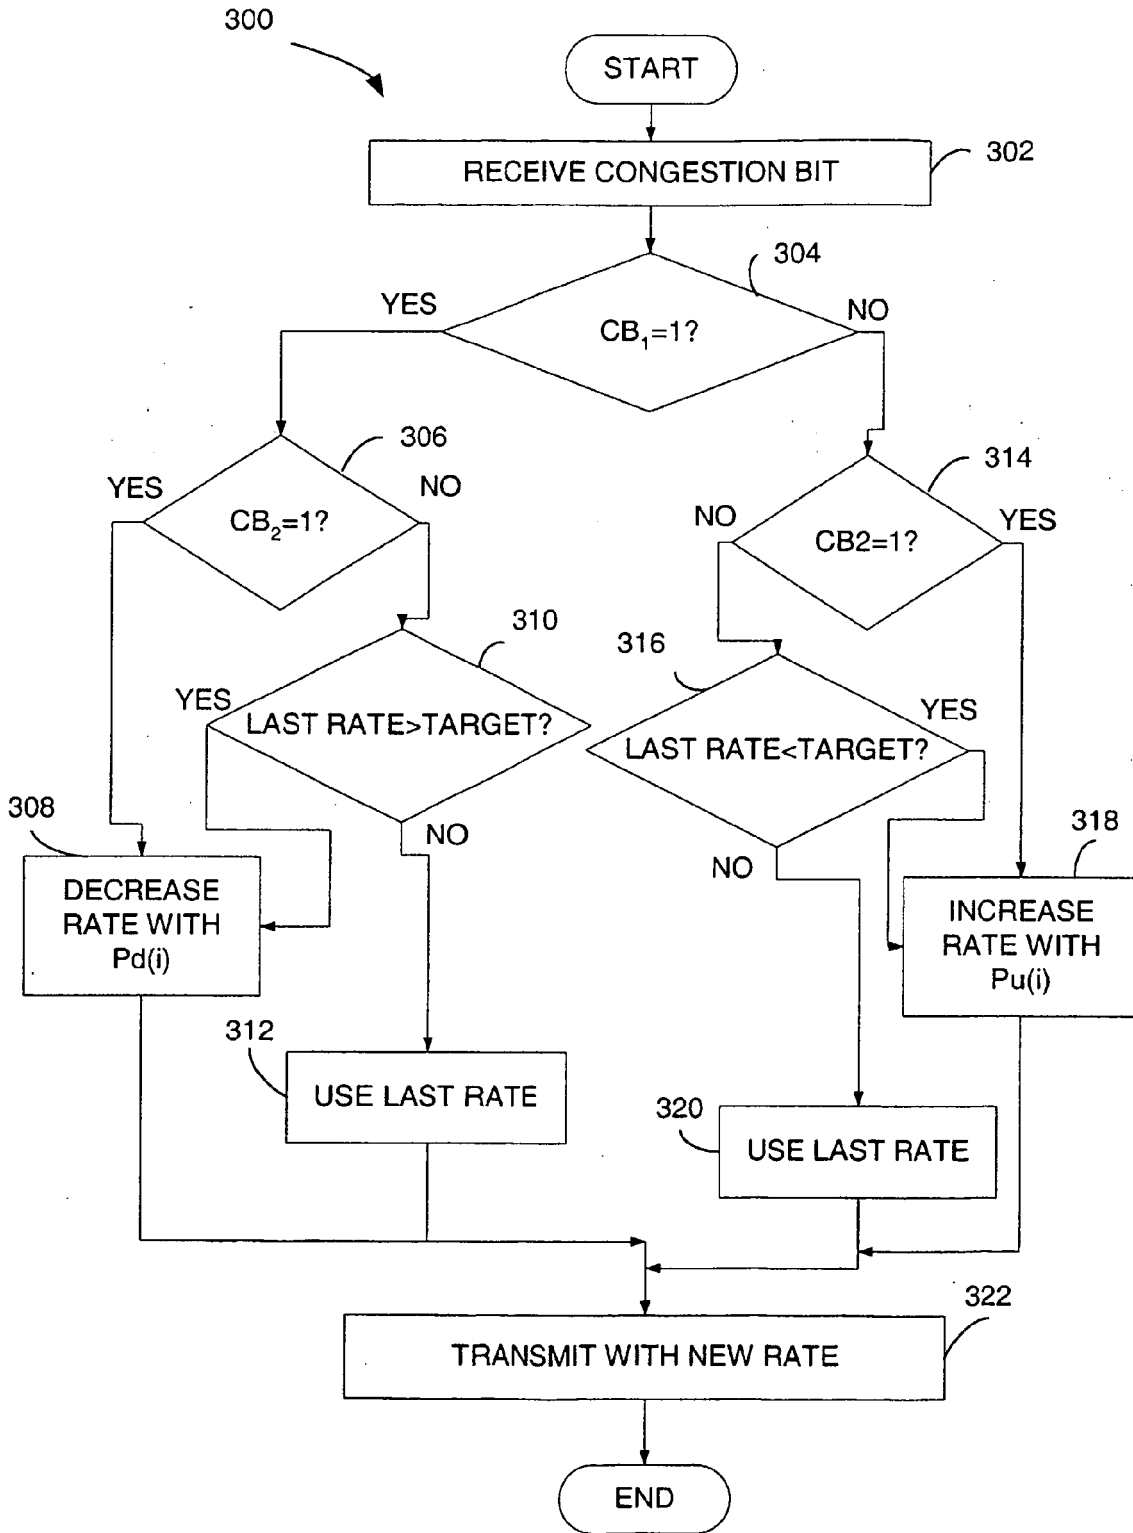 300
START
RECEIVE CONGESTION BIT
302
304
YES
NO
CB₁=1?
306
314
YES
NO
CB₂=1?
NO
YES
CB2=1?
310
316
YES
LAST RATE>TARGET?
YES
LAST RATE<TARGET?
308
NO
NO
318
DECREASE
RATE WITH
Pd(i)
INCREASE
RATE WITH
Pu(i)
312
USE LAST RATE
320
USE LAST RATE
322
TRANSMIT WITH NEW RATE
END